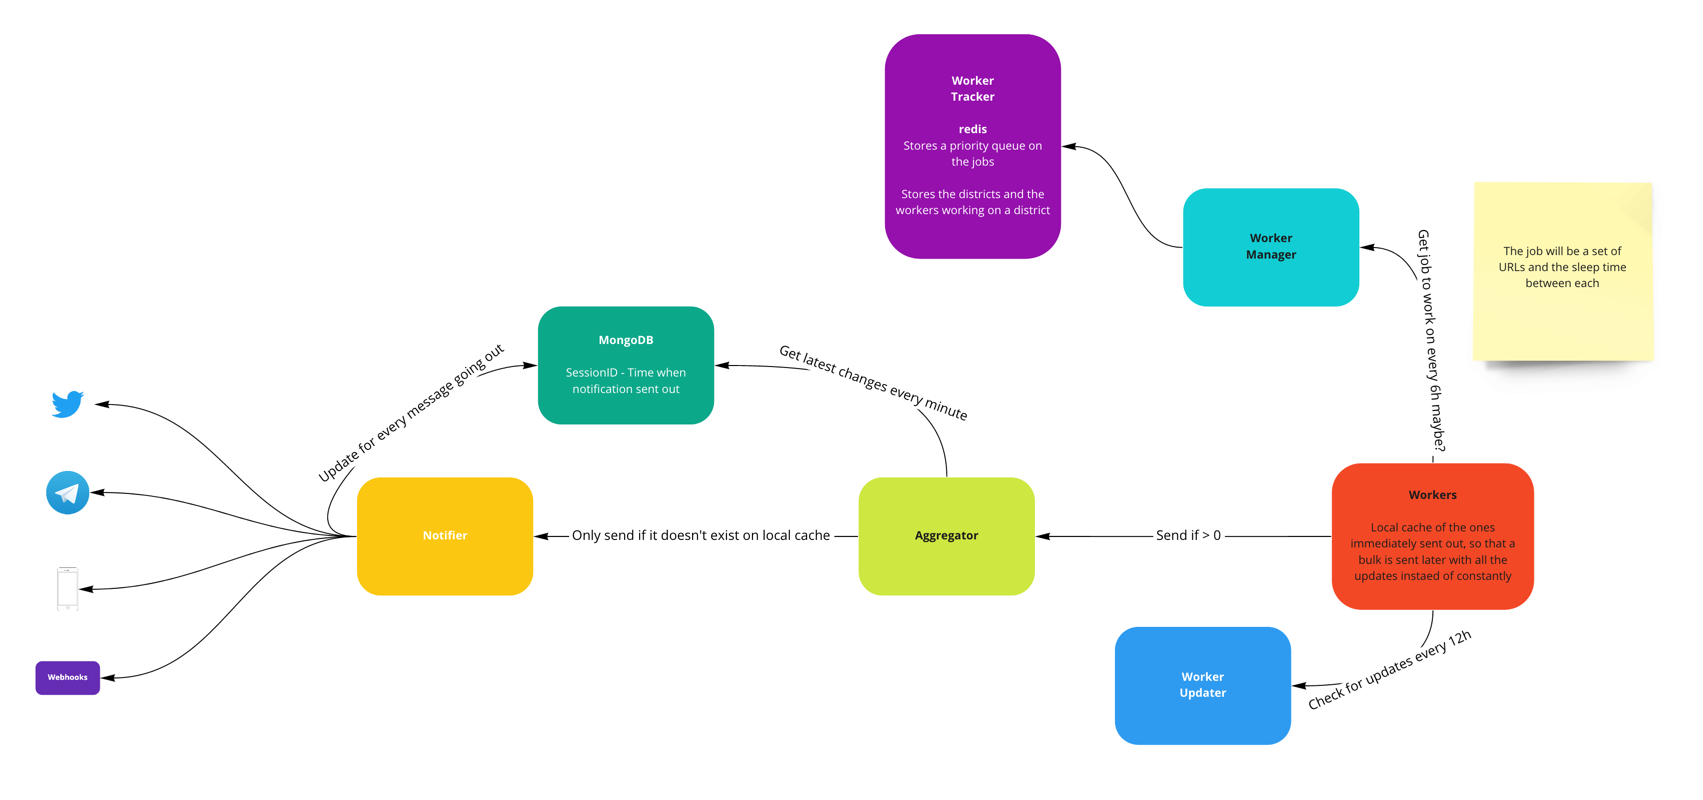 Worker
Tracker
redis
Stores a priority queue on
the jobs
Stores the districts and the
workers working on a district
Worker
Manager
Get job to work on every 6h maybe?
The job will be a set of
URLs and the sleep time
between each
MongoDB
SessionID - Time when
notification sent out
Update for every message going out
Get latest changes every minute
Notifier
Only send if it doesn't exist on local cache
Aggregator
Send if > 0
Workers
Local cache of the ones
immediately sent out, so that a
bulk is sent later with all the
updates instaed of constantly
Webhooks
Worker
Updater
Check for updates every 12h